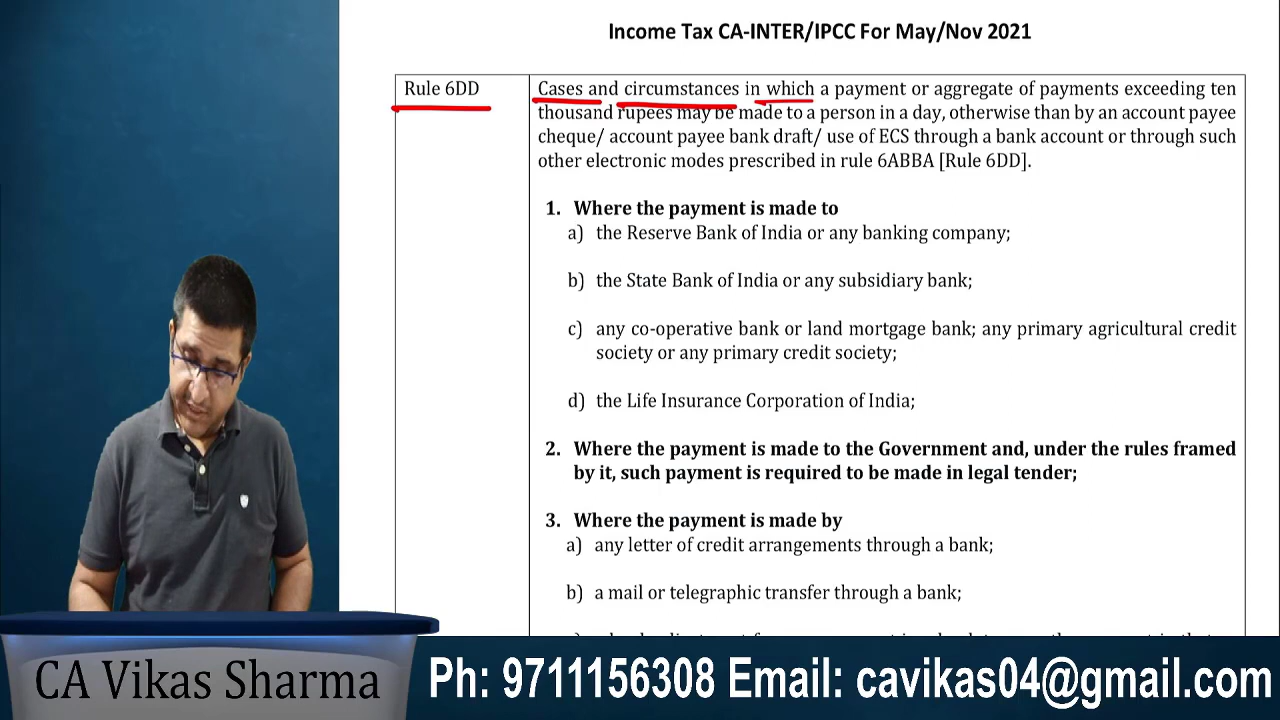 Income Tax CA-INTER/IPCC For May/Nov 2021
Rule 6DD
Cases and circumstances in which a payment or aggregate of payments exceeding ten
thousand rupees may be made to a person in a day, otherwise than by an account payee
cheque/ account payee bank draft/ use of ECS through a bank account or through such
other electronic modes prescribed in rule 6ABBA [Rule 6DD].
1. Where the payment is made to
a) the Reserve Bank of India or any banking company;
b) the State Bank of India or any subsidiary bank;
c) any co-operative bank or land mortgage bank; any primary agricultural credit
society or any primary credit society;
d) the Life Insurance Corporation of India;
2. Where the payment is made to the Government and, under the rules framed
by it, such payment is required to be made in legal tender;
3. Where the payment is made by
a) any letter of credit arrangements through a bank;
b) a mail or telegraphic transfer through a bank;
CA Vikas Sharma
Ph: 9711156308 Email: cavikas04@gmail.com